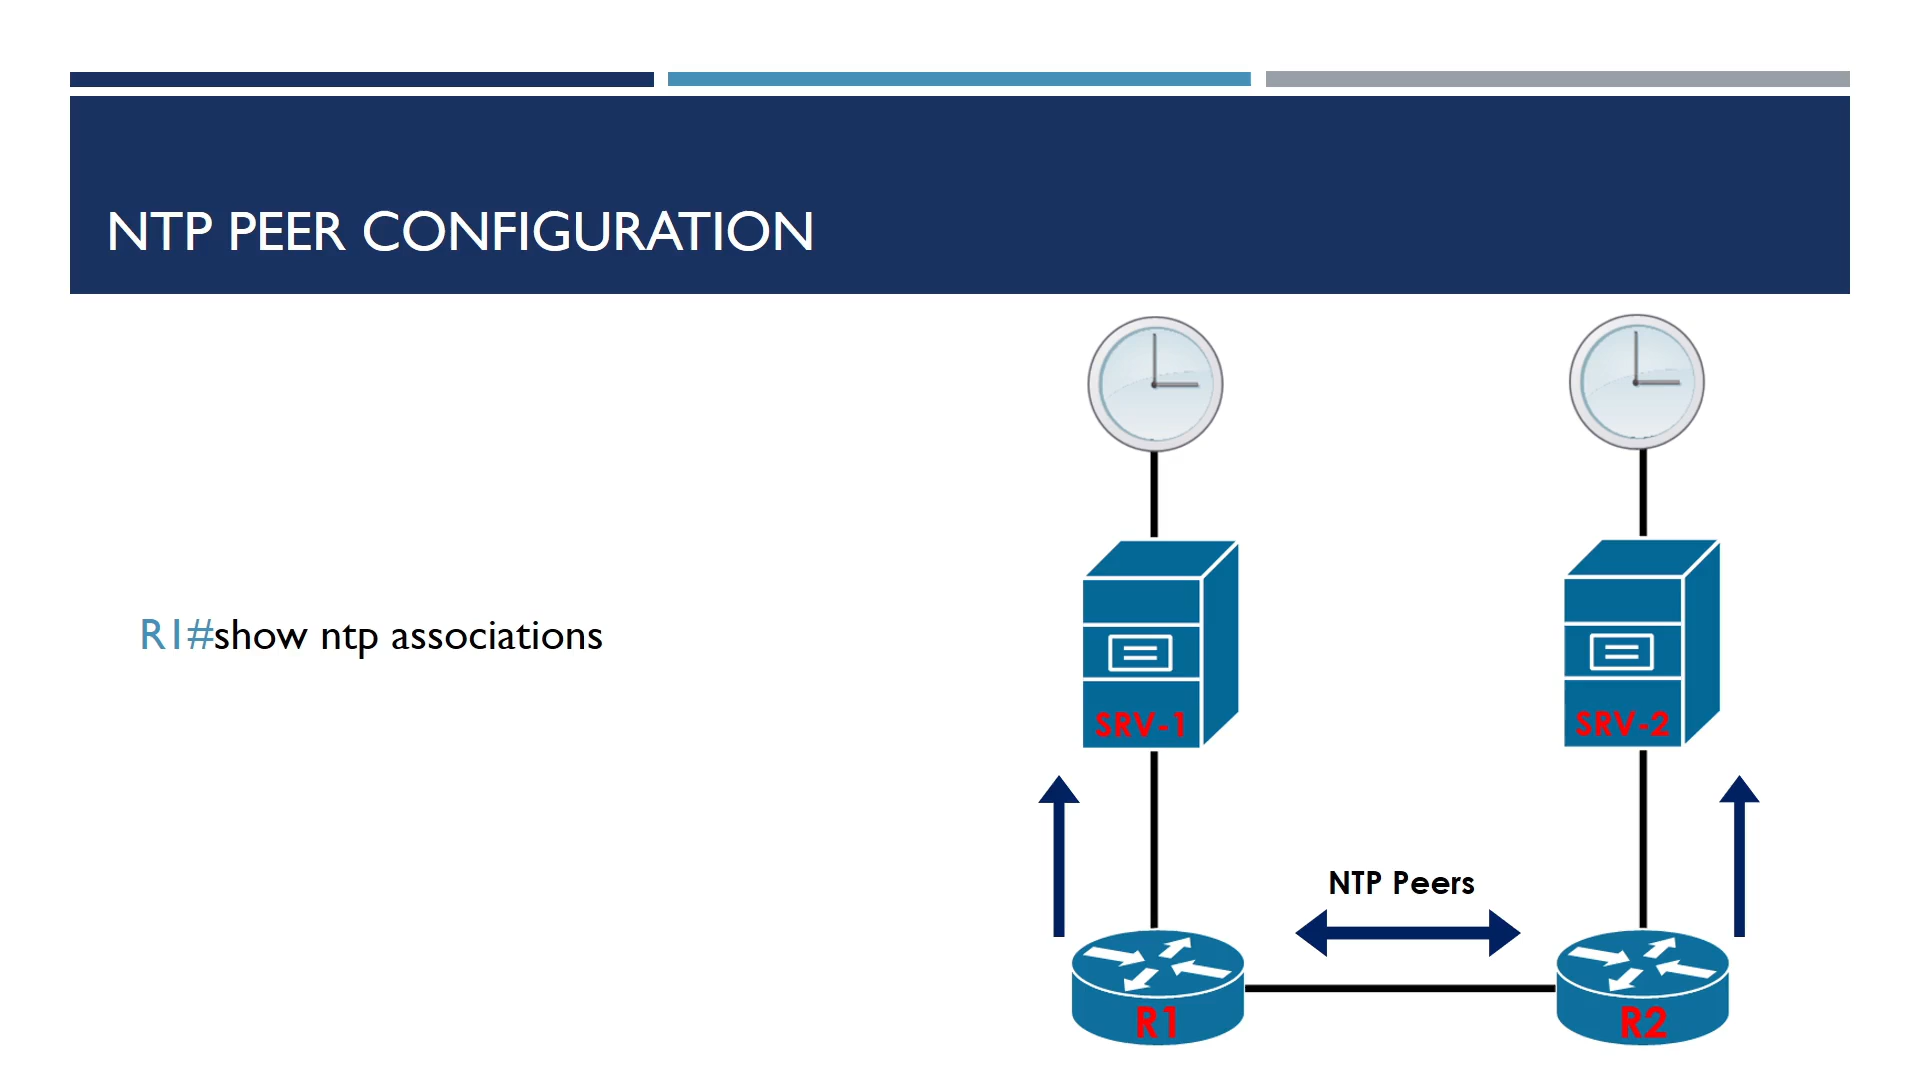 NTP PEER CONFIGURATION
R1#show ntp associations
SRV-1
SRV-2
NTP Peers
R1
R2